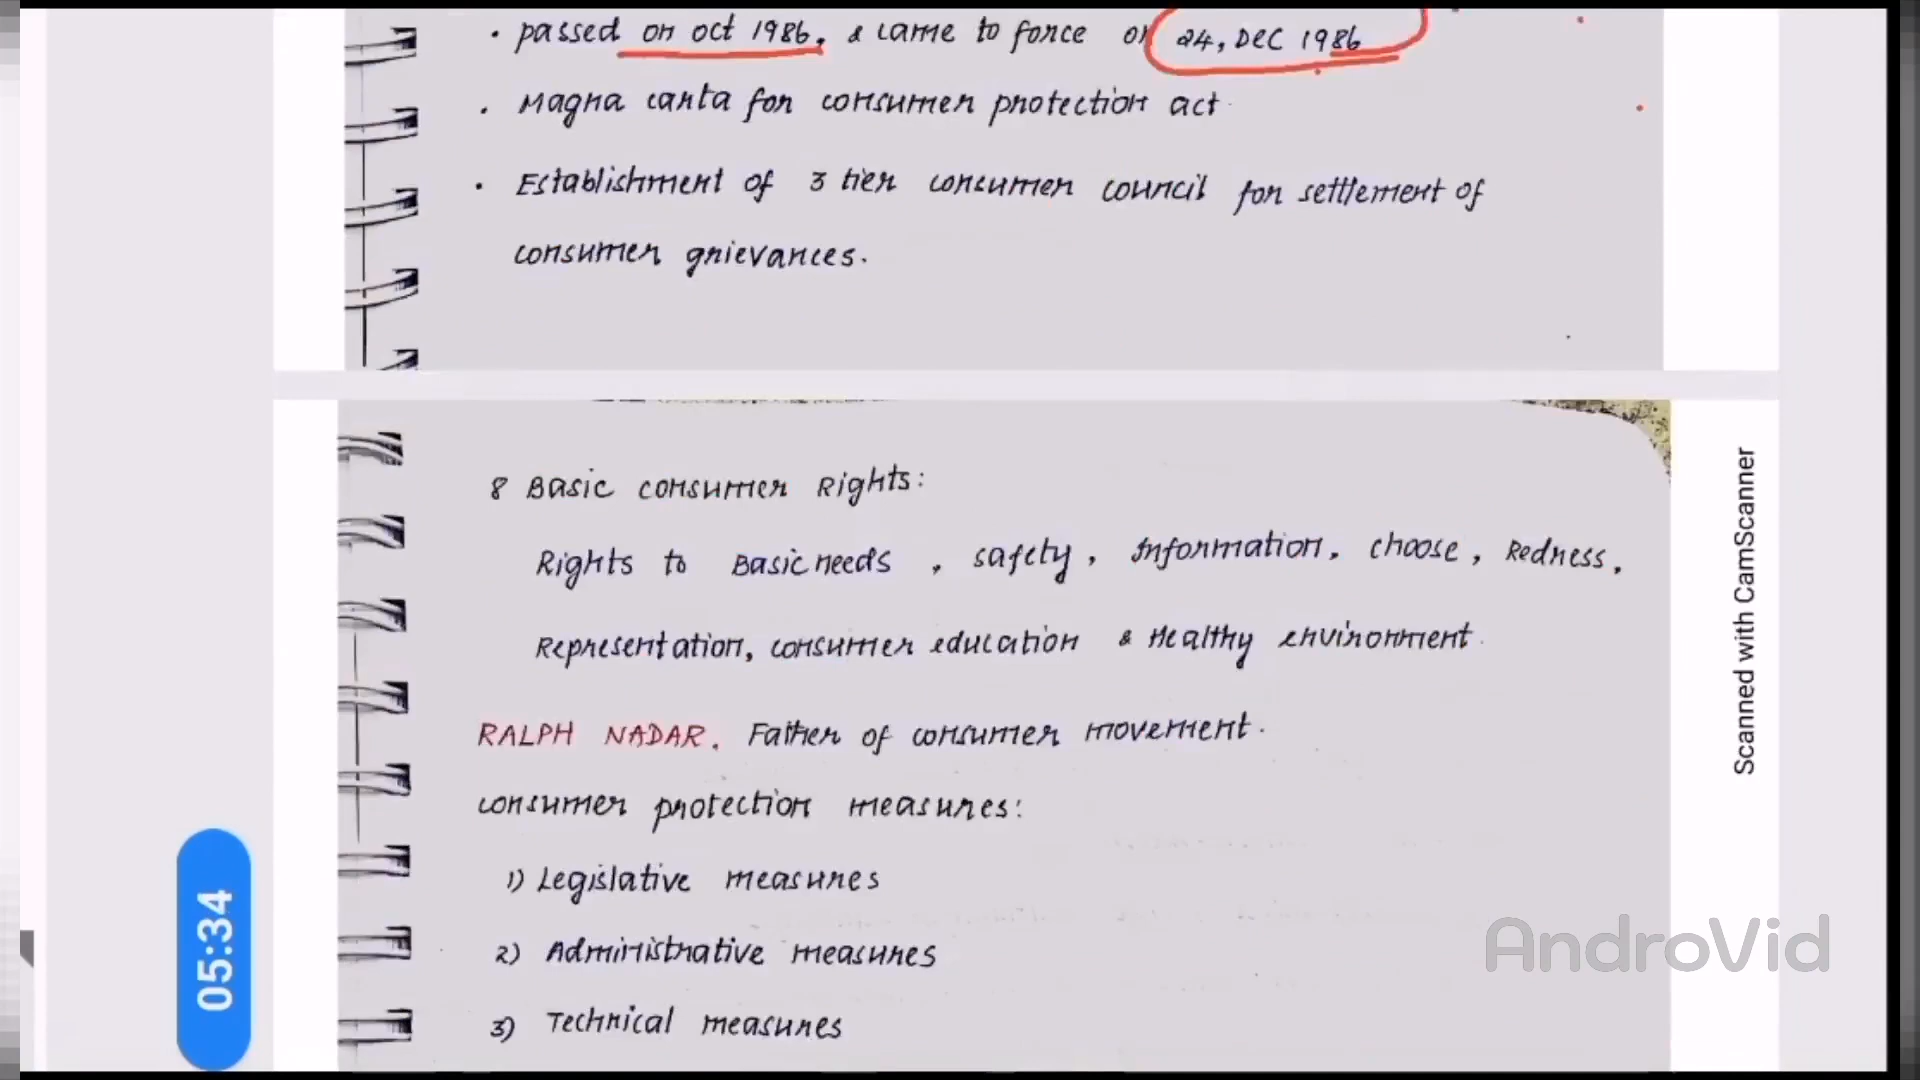 • passed on oct 1986, & came to force on 24, DEC 1986
• Magna carta for consumer protection act
• Establishment of 3 tier consumer council for settlement of
consumer grievances.
8 Basic consumer Rights:
Rights to Basic needs, safety, Information, choose, Redress,
Representation, consumer education & Healthy environment.
RALPH NADAR. Father of consumer movement.
consumer protection measures:
1) Legislative measures
2) Administrative measures
3) Technical measures
Scanned with CamScanner
05:34
AndroVid